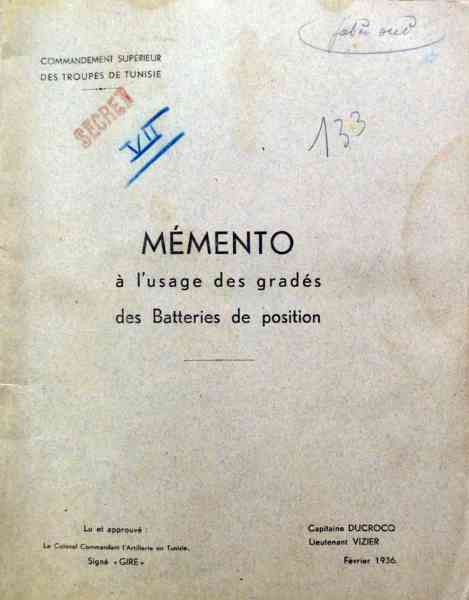 COMMANDEMENT SUPÉRIEUR
DES TROUPES DE TUNISIE
SECRET
VII
133
MÉMENTO
à l'usage des gradés
des Batteries de position
Lu et approuvé :
Le Colonel Commandant l'Artillerie en Tunisie,
Signé « GIRE »
Capitaine DUCROCQ
Lieutenant VIZIER
Février 1936.